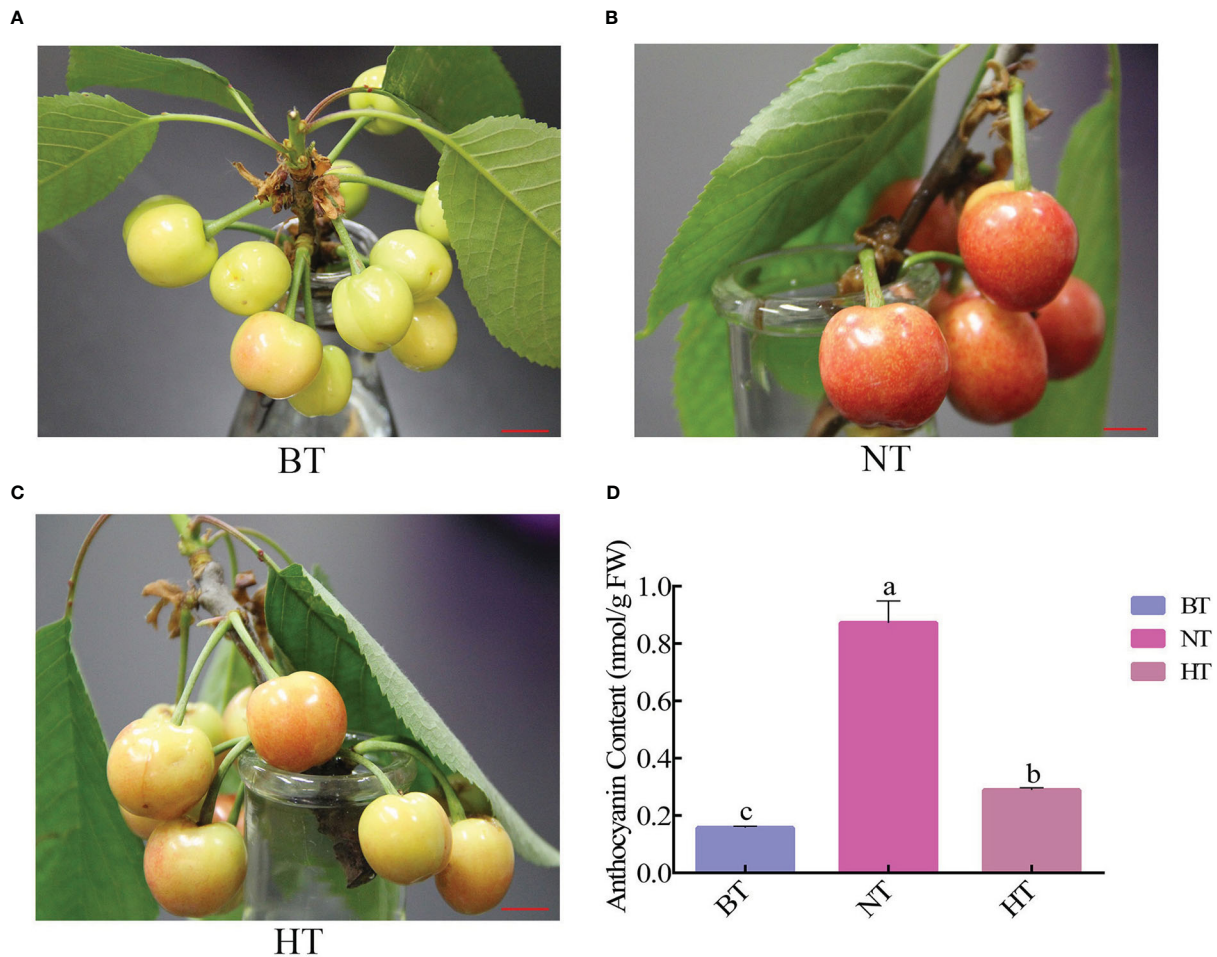 A
B
BT
NT
C
D
HT
Anthocyanin Content (nmol/g FW)
1.0
0.8
0.6
0.4
0.2
0.0
c
a
b
BT
NT
HT
BT
NT
HT